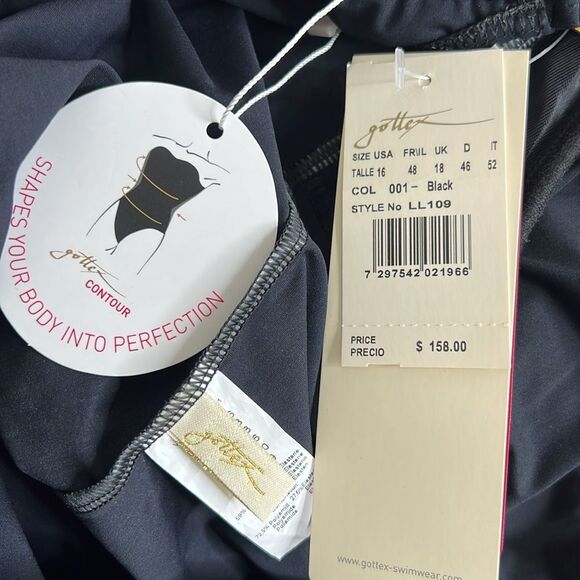 SHAPES YOUR BODY INTO PERFECTION
gottex
CONTOUR
gottex
SIZE USA FR\IL UK D IT
TALLE 16 48 18 46 52
COL 001 - Black
STYLE No LL109
7 297542 021966
PRICE
PRECIO $ 158.00
gottex
Elastane
Polyamide
www.gottex-swimwear.com